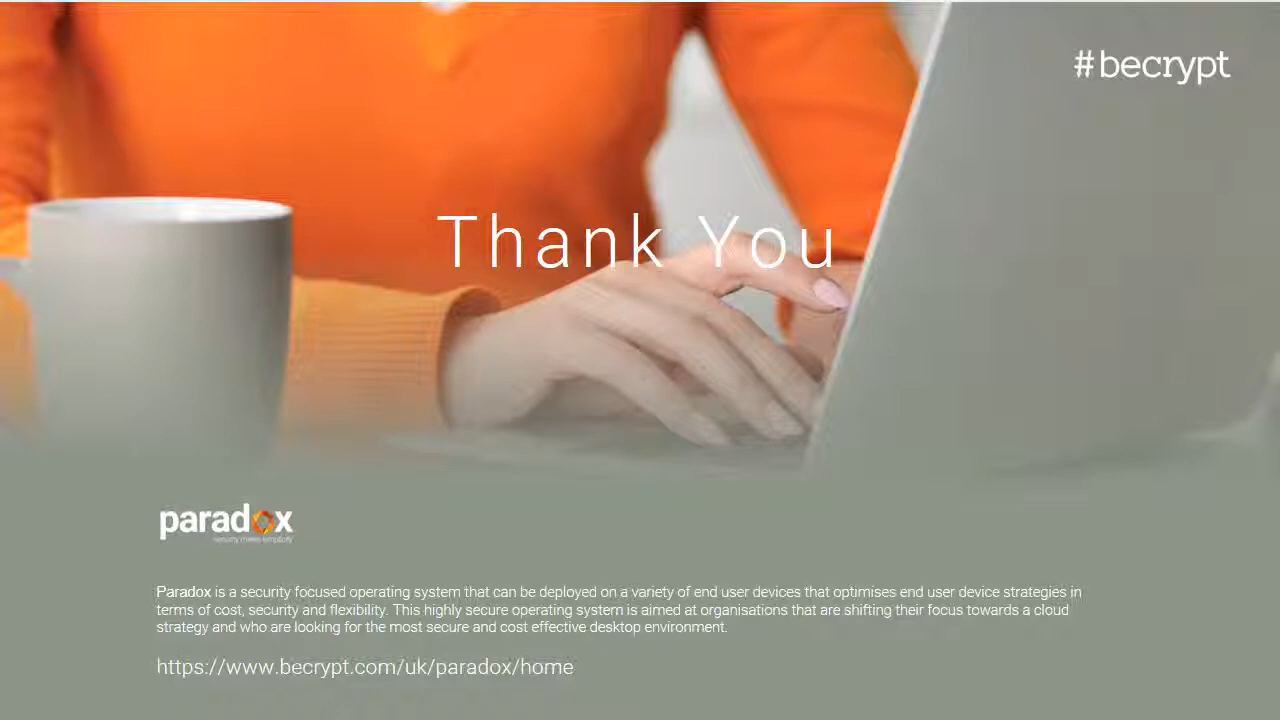 #becrypt
Thank You
paradox
security meets simplicity
Paradox is a security focused operating system that can be deployed on a variety of end user devices that optimises end user device strategies in
terms of cost, security and flexibility. This highly secure operating system is aimed at organisations that are shifting their focus towards a cloud
strategy and who are looking for the most secure and cost effective desktop environment.
https://www.becrypt.com/uk/paradox/home